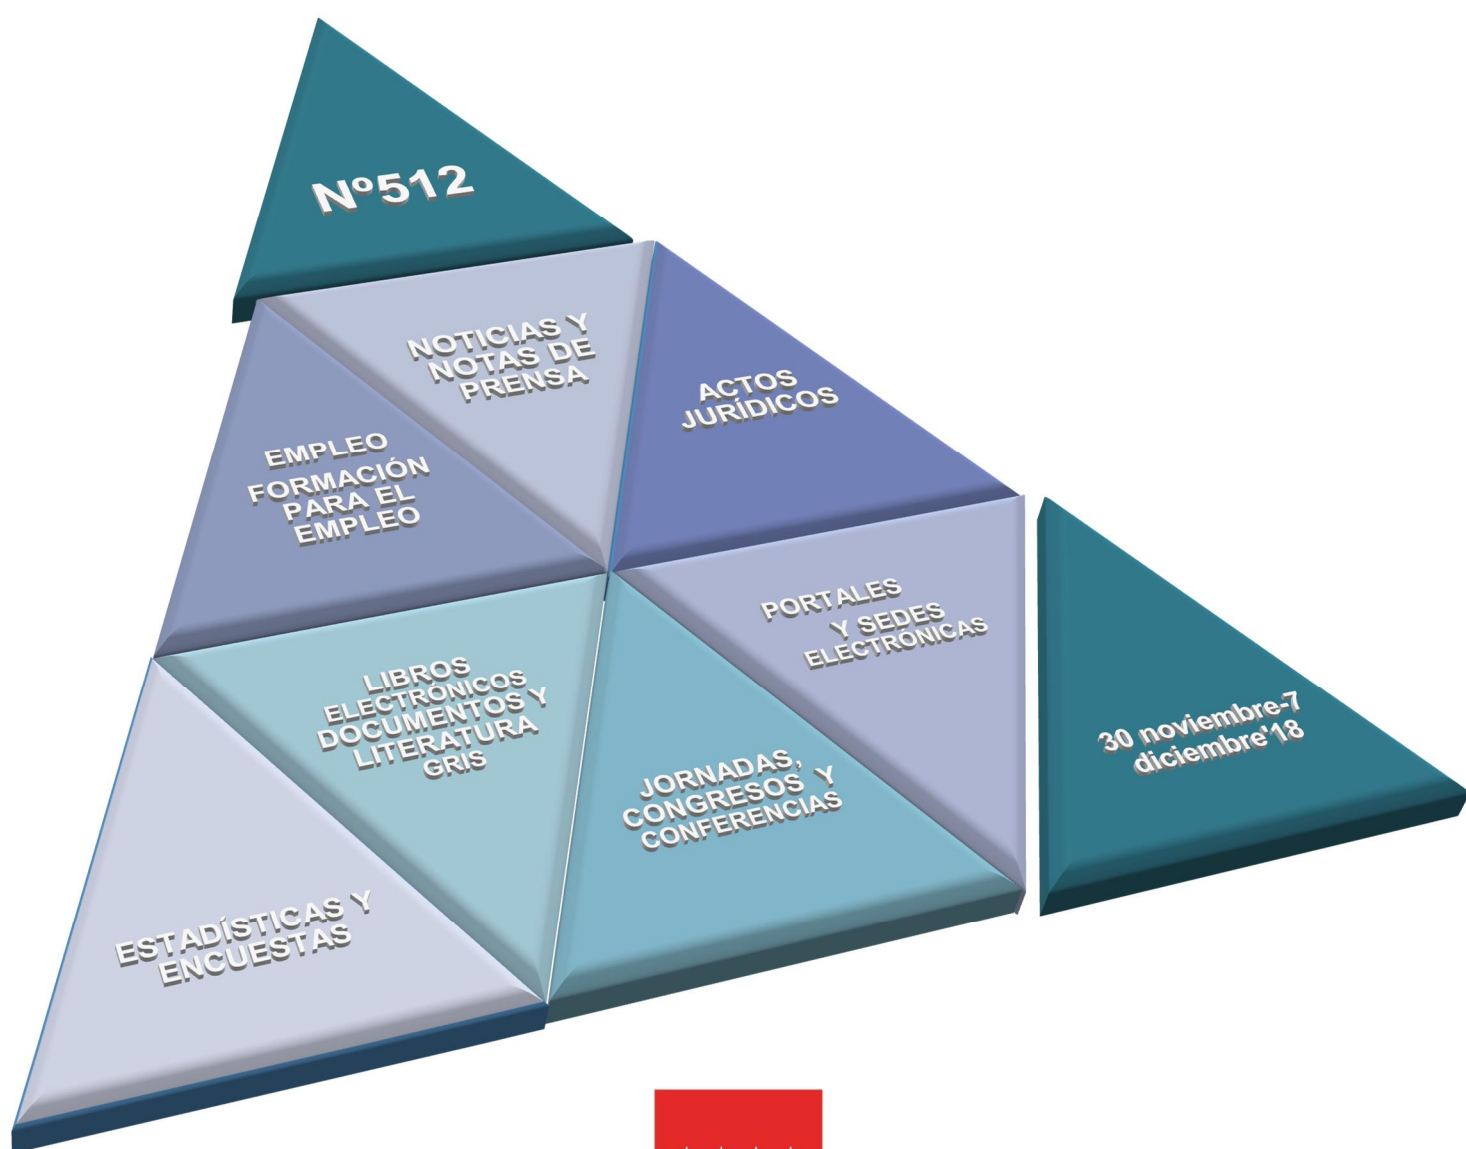 Nº512
NOTICIAS Y
NOTAS DE
PRENSA
ACTOS
JURÍDICOS
EMPLEO
FORMACIÓN
PARA EL
EMPLEO
PORTALES
Y SEDES
ELECTRÓNICAS
LIBROS
ELECTRÓNICOS
DOCUMENTOS Y
LITERATURA
GRIS
30 noviembre-7
diciembre'18
JORNADAS,
CONGRESOS Y
CONFERENCIAS
ESTADÍSTICAS Y
ENCUESTAS